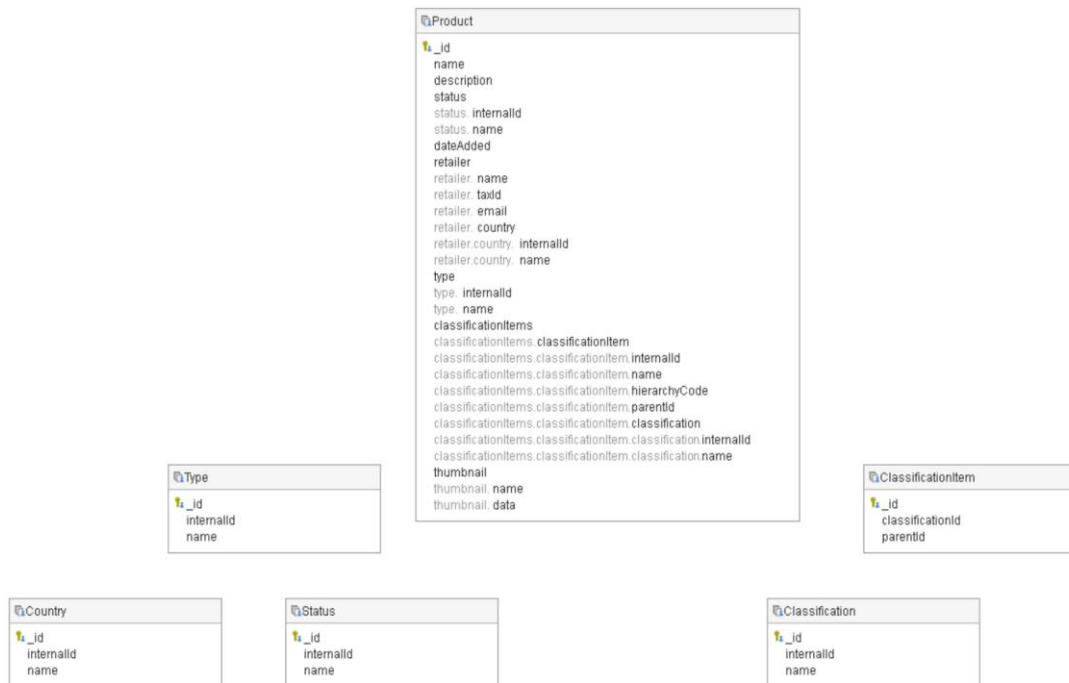 Product
_id
name
description
status
status. internalId
status. name
dateAdded
retailer
retailer. name
retailer. taxId
retailer. email
retailer. country
retailer.country. internalId
retailer.country. name
type
type. internalId
type. name
classificationItems
classificationItems.classificationItem
classificationItems.classificationItem.internalId
classificationItems.classificationItem.name
classificationItems.classificationItem.hierarchyCode
classificationItems.classificationItem.parentId
classificationItems.classificationItem.classification
classificationItems.classificationItem.classification.internalId
classificationItems.classificationItem.classification.name
thumbnail
thumbnail. name
thumbnail. data
Type
_id
internalId
name
ClassificationItem
_id
classificationId
parentId
Country
_id
internalId
name
Status
_id
internalId
name
Classification
_id
internalId
name